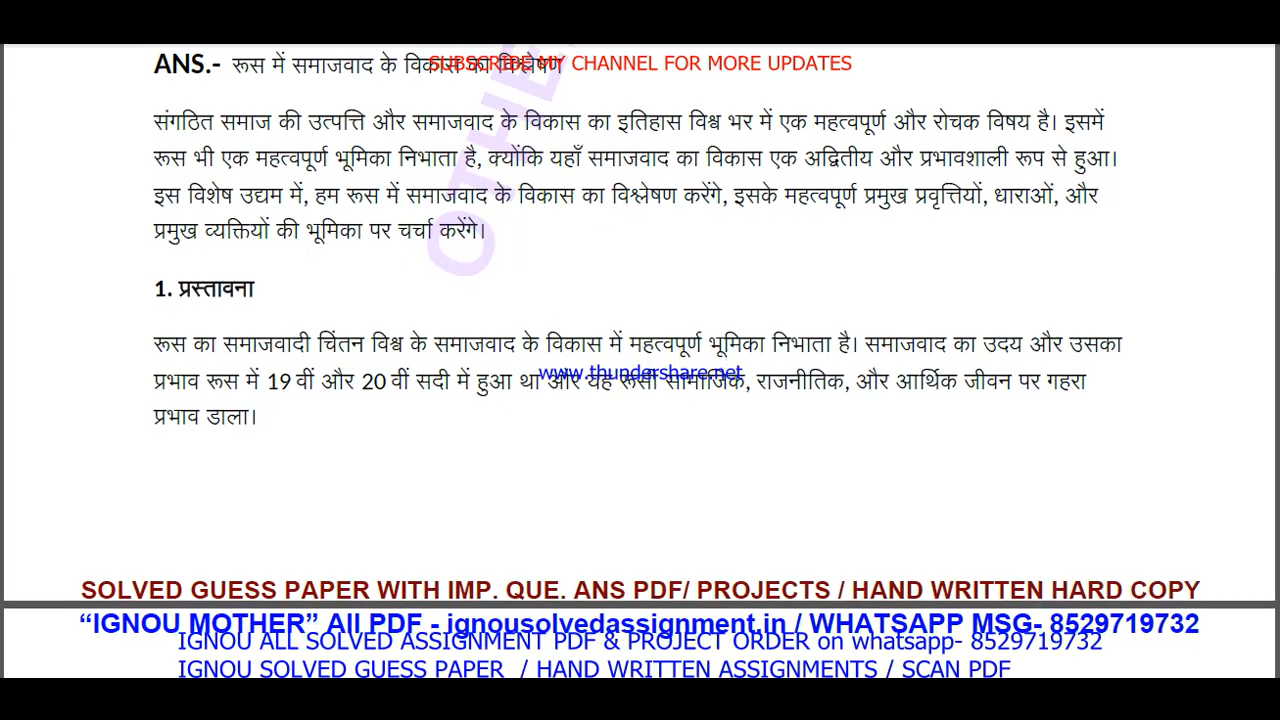 ANS.- रूस में समाजवाद के विकास का विश्लेषण
SUBSCRIBE MY CHANNEL FOR MORE UPDATES
संगठित समाज की उत्पत्ति और समाजवाद के विकास का इतिहास विश्व भर में एक महत्वपूर्ण और रोचक विषय है। इसमें
रूस भी एक महत्वपूर्ण भूमिका निभाता है, क्योंकि यहाँ समाजवाद का विकास एक अद्वितीय और प्रभावशाली रूप से हुआ।
इस विशेष उद्यम में, हम रूस में समाजवाद के विकास का विश्लेषण करेंगे, इसके महत्वपूर्ण प्रमुख प्रवृत्तियों, धाराओं, और
प्रमुख व्यक्तियों की भूमिका पर चर्चा करेंगे।
OTHE
1. प्रस्तावना
रूस का समाजवादी चिंतन विश्व के समाजवाद के विकास में महत्वपूर्ण भूमिका निभाता है। समाजवाद का उदय और उसका
www.thundershare.net
प्रभाव रूस में 19 वीं और 20 वीं सदी में हुआ था और यह रूसी सामाजिक, राजनीतिक, और आर्थिक जीवन पर गहरा
प्रभाव डाला।
SOLVED GUESS PAPER WITH IMP. QUE. ANS PDF/ PROJECTS / HAND WRITTEN HARD COPY
“IGNOU MOTHER” All PDF - ignousolvedassignment.in / WHATSAPP MSG- 8529719732
IGNOU ALL SOLVED ASSIGNMENT PDF & PROJECT ORDER on whatsapp- 8529719732
IGNOU SOLVED GUESS PAPER / HAND WRITTEN ASSIGNMENTS / SCAN PDF